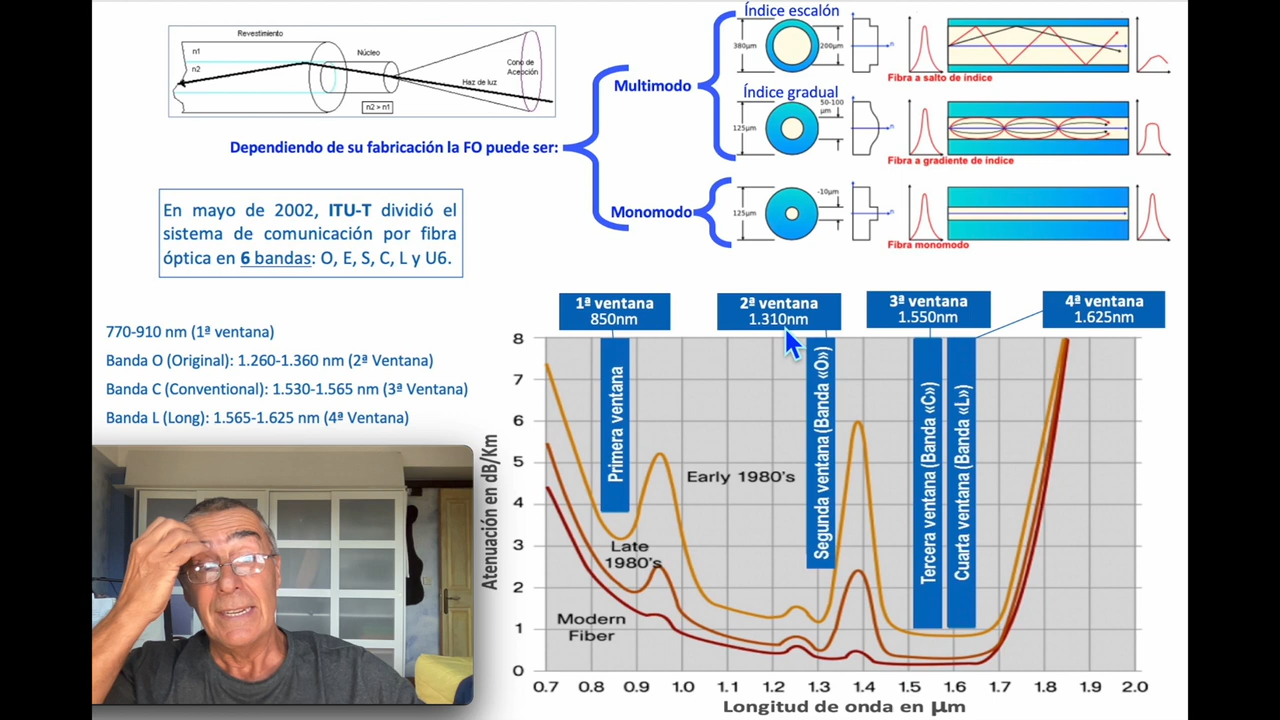 Revestimiento
n1
n2
Núcleo
Cono de
Acepción
Haz de luz
n2 > n1
Dependiendo de su fabricación la FO puede ser:
Multimodo
Monomodo
Índice escalón
380µm
200µm
n
Fibra a salto de índice
Índice gradual
50-100
µm
125µm
n
Fibra a gradiente de índice
-10µm
125µm
n
Fibra monomodo
En mayo de 2002, ITU-T dividió el
sistema de comunicación por fibra
óptica en 6 bandas: O, E, S, C, L y U6.
770-910 nm (1ª ventana)
Banda O (Original): 1.260-1.360 nm (2ª Ventana)
Banda C (Conventional): 1.530-1.565 nm (3ª Ventana)
Banda L (Long): 1.565-1.625 nm (4ª Ventana)
1ª ventana
850nm
2ª ventana
1.310nm
3ª ventana
1.550nm
4ª ventana
1.625nm
Atenuación en dB/Km
8
7
6
5
4
3
2
1
0
Primera ventana
Segunda ventana (Banda «O»)
Tercera ventana (Banda «C»)
Cuarta ventana (Banda «L»)
Early 1980's
Late
1980's
Modern
Fiber
0.7 0.8 0.9 1.0 1.1 1.2 1.3 1.4 1.5 1.6 1.7 1.8 1.9 2.0
Longitud de onda en µm